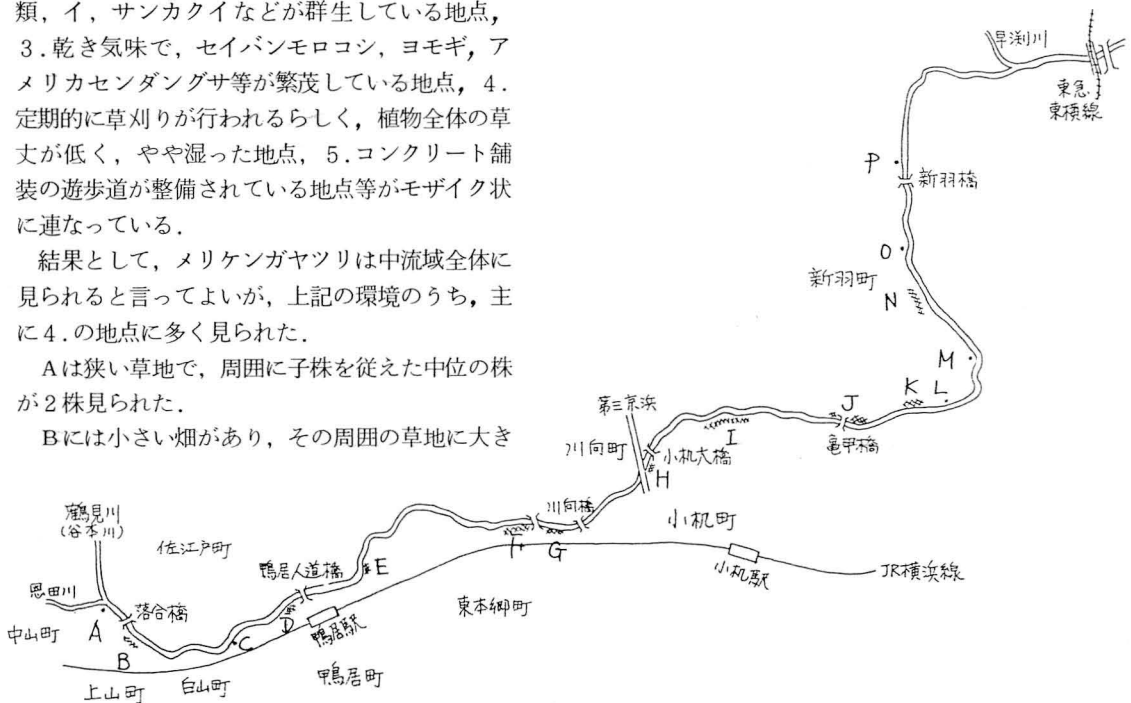 類，イ，サンカクイなどが群生している地点，
3．乾き気味で，セイバンモロコシ，ヨモギ，ア
メリカセンダングサ等が繁茂している地点，4．
定期的に草刈りが行われるらしく，植物全体の草
丈が低く，やや湿った地点，5．コンクリート舗
装の遊歩道が整備されている地点等がモザイク状
に連なっている．
結果として，メリケンガヤツリは中流域全体に
見られると言ってよいが，上記の環境のうち，主
に4．の地点に多く見られた．
Aは狭い草地で，周囲に子株を従えた中位の株
が2株見られた．
Bには小さい畑があり，その周囲の草地に大き
早渕川
東急
東横線
P
新羽橋
O
新羽町
N
M
L
K
J
亀甲橋
I
第三京浜
川向町
小机大橋
H
小机町
川向橋
G
F
小机駅
JR横浜線
東本郷町
E
鴨居人道橋
D
鴨居駅
鴨居町
C
佐江戸町
鶴見川
(谷本川)
恩田川
落合橋
A
中山町
B
上山町
白山町